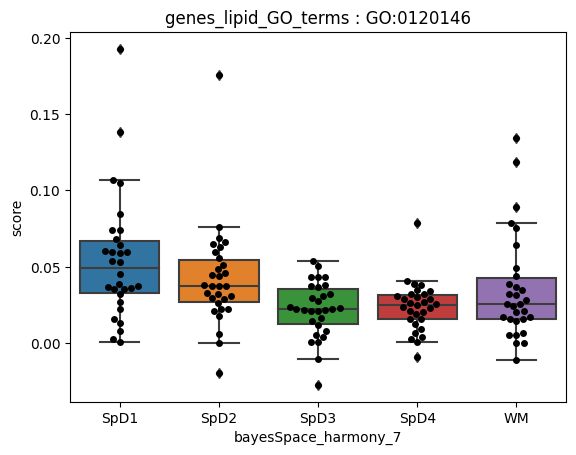 genes_lipid_GO_terms : GO:0120146
0.20
0.15
0.10
0.05
0.00
score
SpD1 SpD2 SpD3 SpD4 WM
bayesSpace_harmony_7